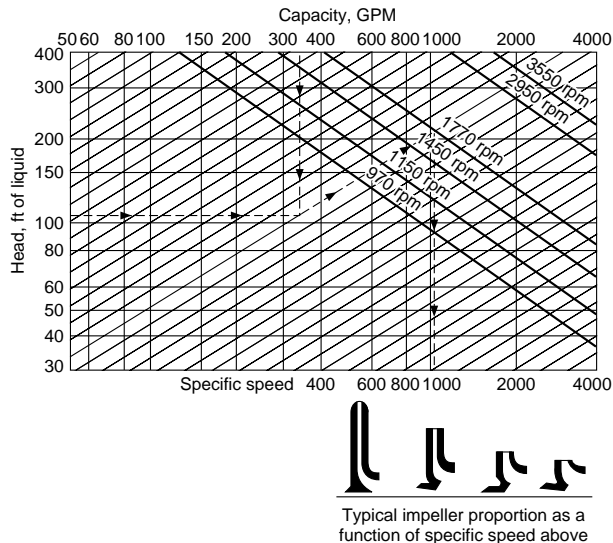 Capacity, GPM
50 60 80 100 150 200 300 400 600 800 1000 2000 4000
400
300
200
150
100
80
60
50
40
30
Head, ft of liquid
3550 rpm
2950 rpm
1770 rpm
1450 rpm
1150 rpm
970 rpm
Specific speed 400 600 800 1000 2000 4000
Typical impeller proportion as a
function of specific speed above